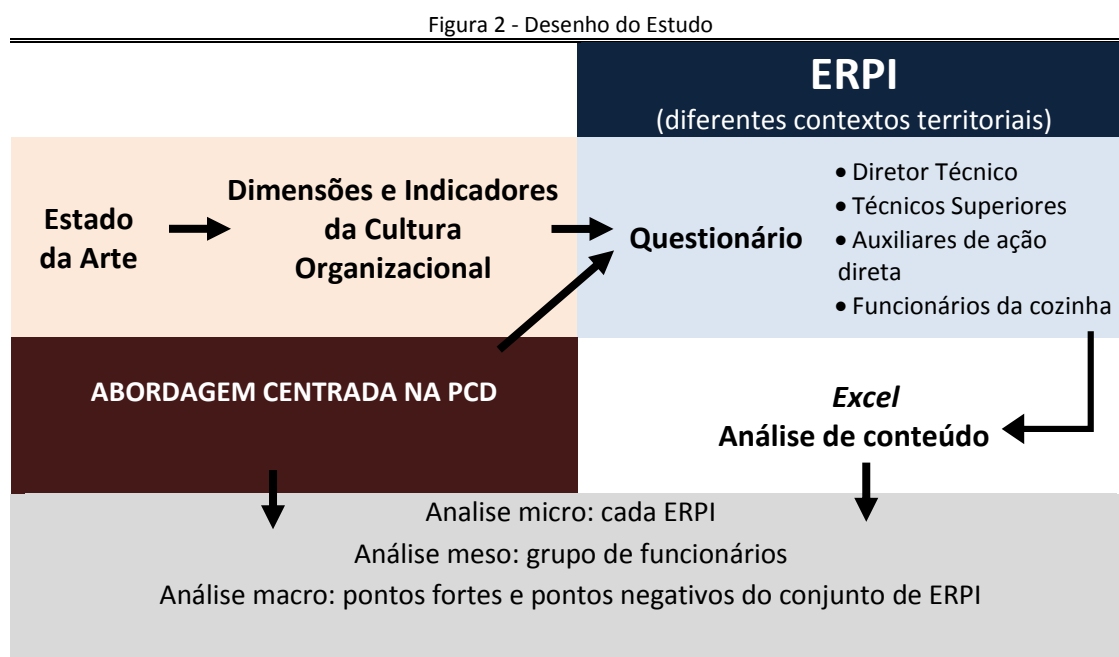 Figura 2 - Desenho do Estudo
ERPI
(diferentes contextos territoriais)
Estado
da Arte
Dimensões e Indicadores
da Cultura
Organizacional
Questionário
• Diretor Técnico
• Técnicos Superiores
• Auxiliares de ação
direta
• Funcionários da cozinha
ABORDAGEM CENTRADA NA PCD
Excel
Análise de conteúdo
Analise micro: cada ERPI
Análise meso: grupo de funcionários
Análise macro: pontos fortes e pontos negativos do conjunto de ERPI